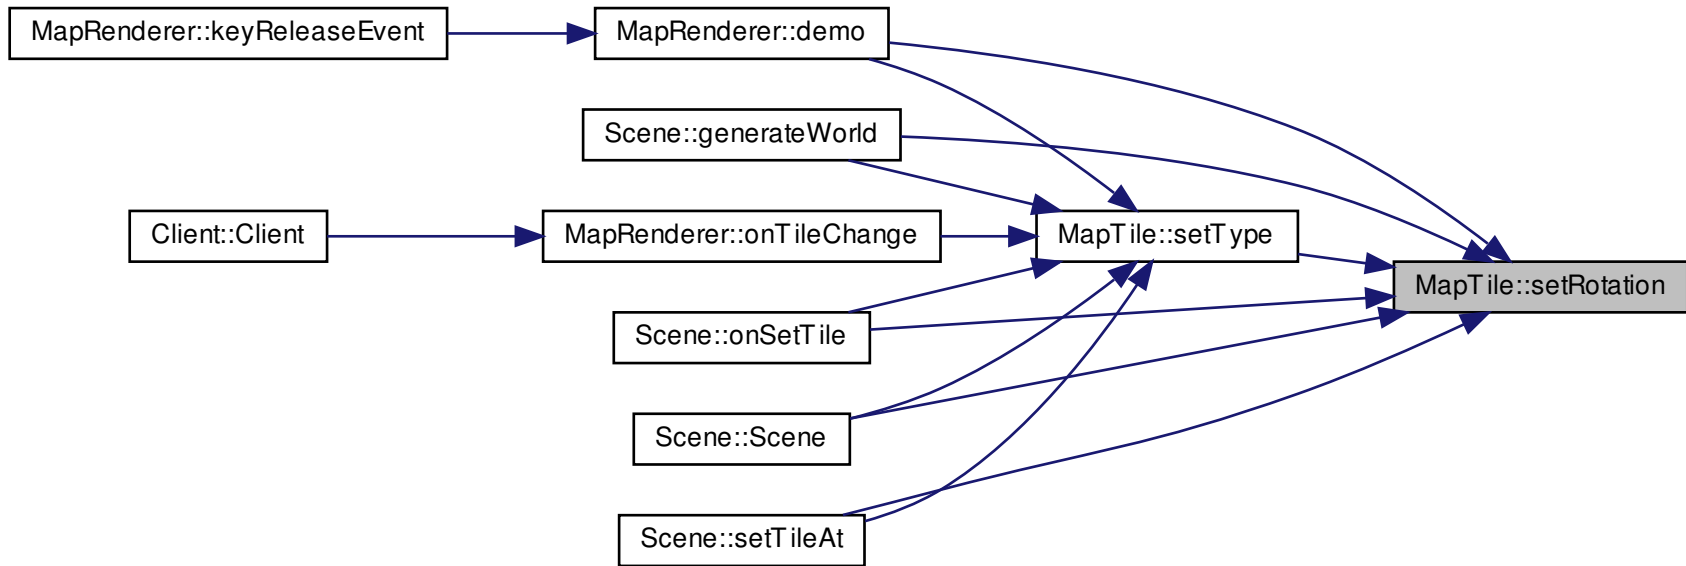 MapRenderer::keyReleaseEvent
MapRenderer::demo
Scene::generateWorld
Client::Client
MapRenderer::onTileChange
MapTile::setType
MapTile::setRotation
Scene::onSetTile
Scene::Scene
Scene::setTileAt